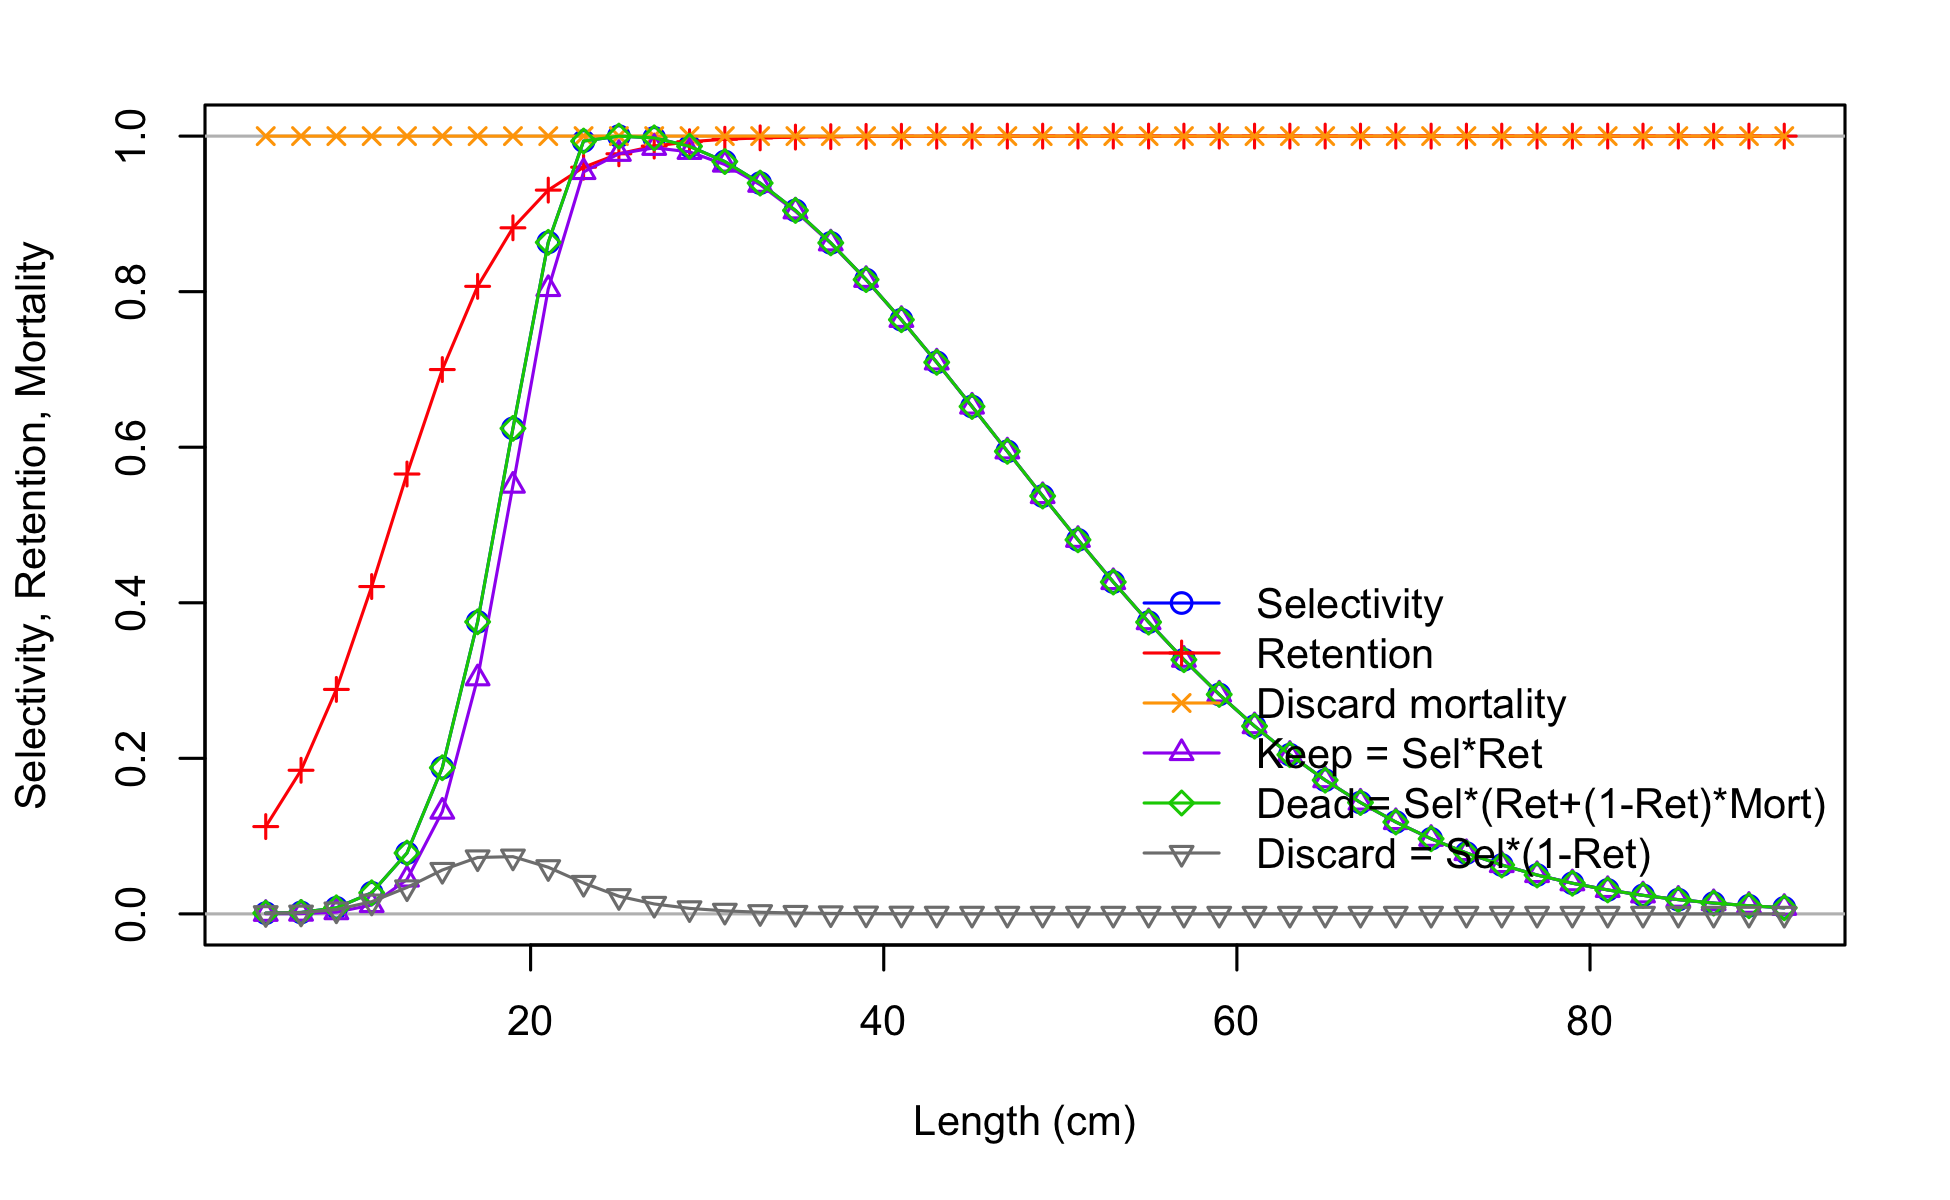 Selectivity, Retention, Mortality
1.0
0.8
0.6
0.4
0.2
0.0
20 40 60 80
Length (cm)
Selectivity
Retention
Discard mortality
Keep = Sel*Ret
Dead = Sel*(Ret+(1-Ret)*Mort)
Discard = Sel*(1-Ret)